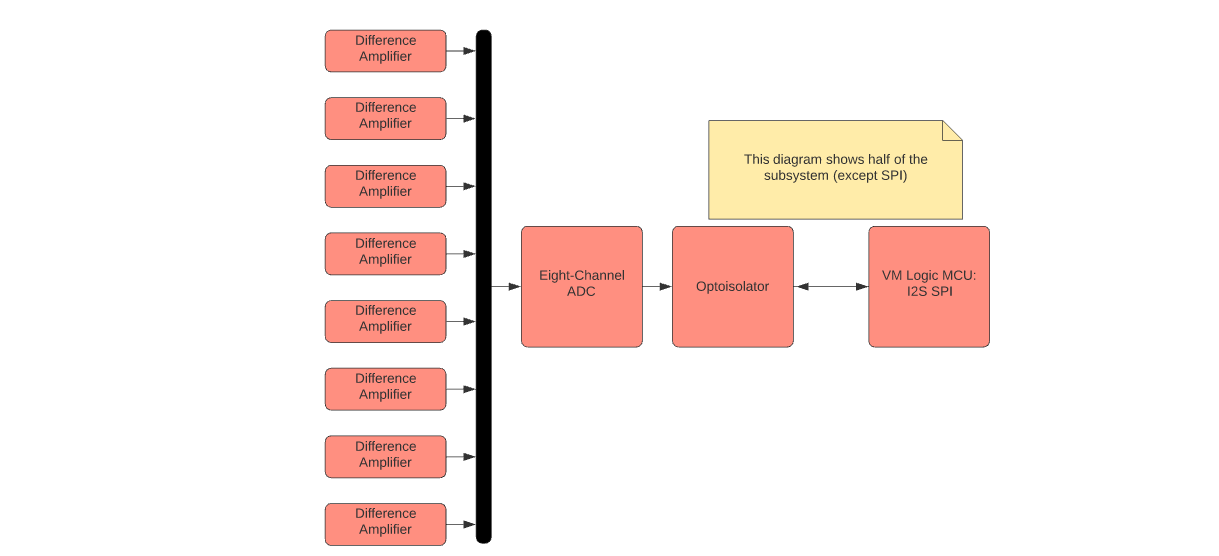 Difference
Amplifier
Difference
Amplifier
Difference
Amplifier
Difference
Amplifier
Difference
Amplifier
Difference
Amplifier
Difference
Amplifier
Difference
Amplifier
This diagram shows half of the
subsystem (except SPI)
Eight-Channel
ADC
Optoisolator
VM Logic MCU:
I2S SPI